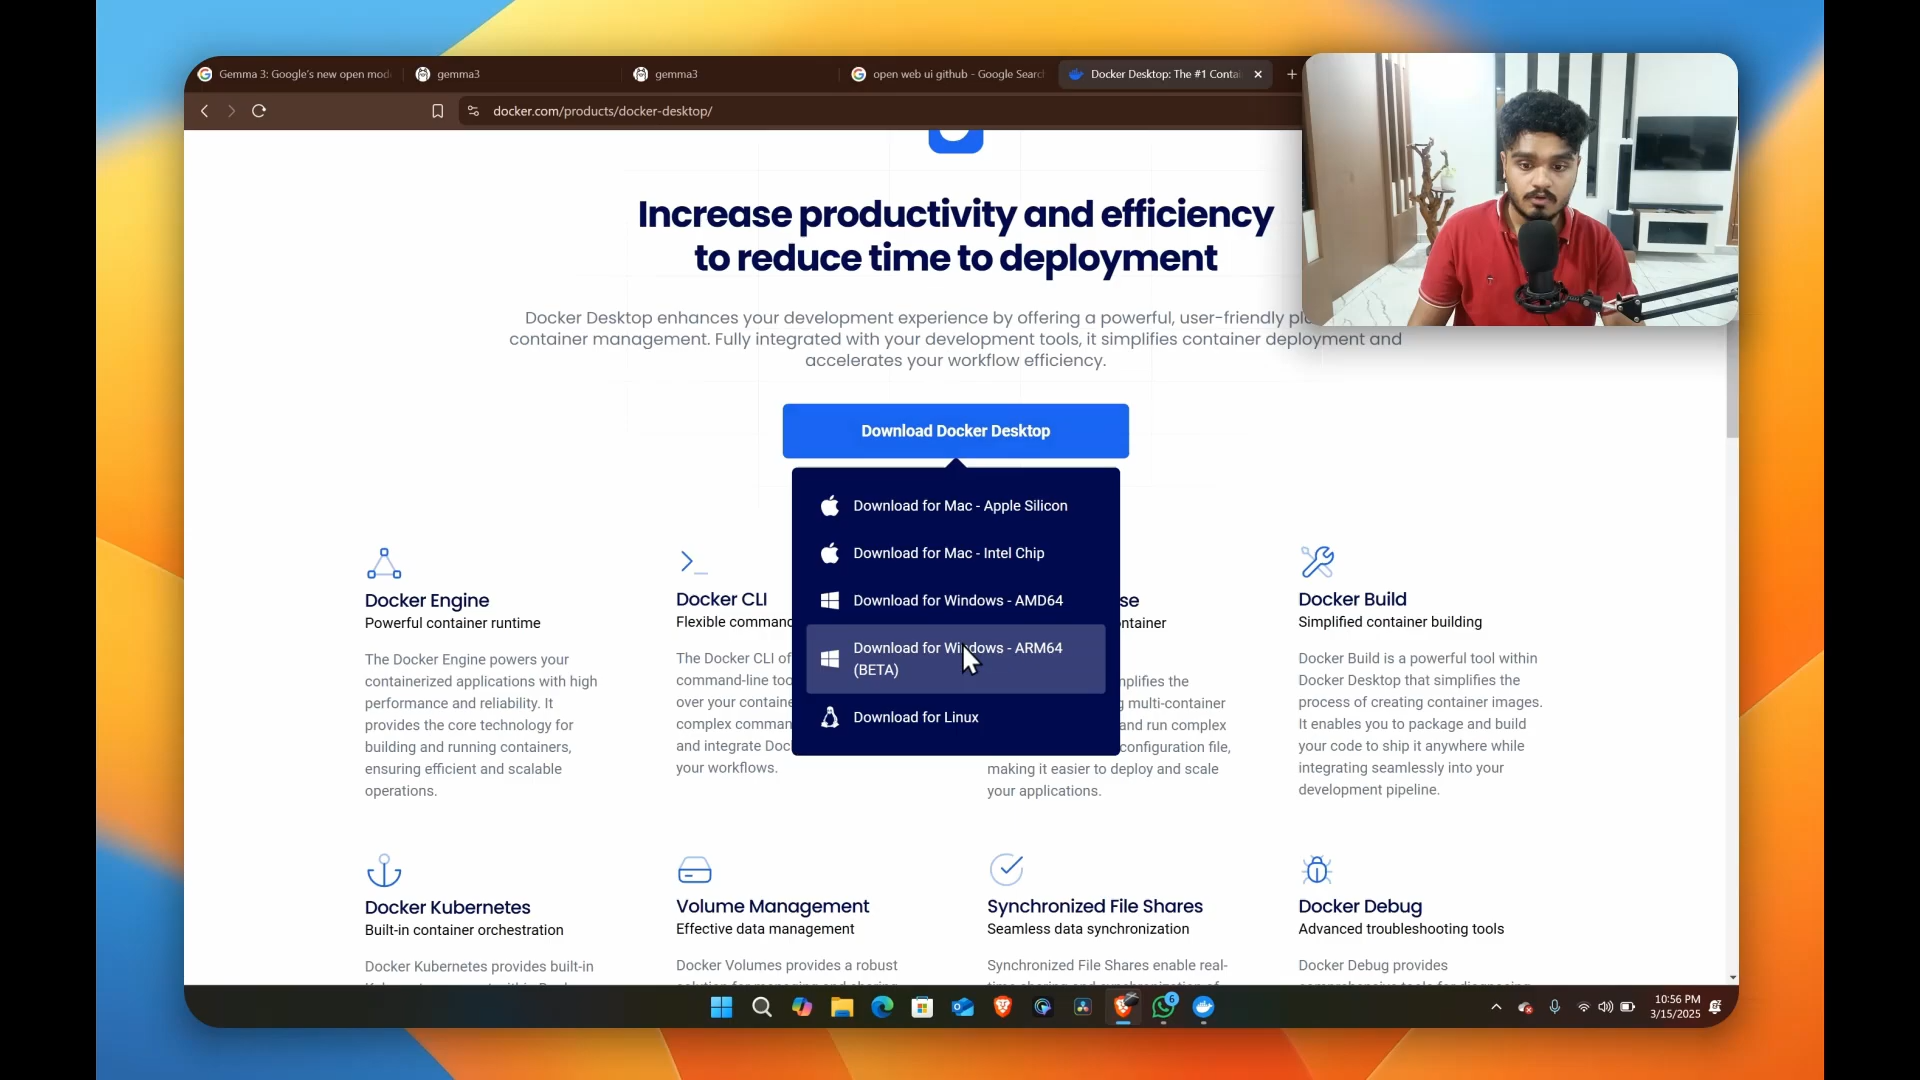 Gemma 3: Google's new open mod
gemma3
gemma3
open web ui github - Google Searc
Docker Desktop: The #1 Contai
docker.com/products/docker-desktop/
Increase productivity and efficiency
to reduce time to deployment
Docker Desktop enhances your development experience by offering a powerful, user-friendly
container management. Fully integrated with your development tools, it simplifies container deployment and
accelerates your workflow efficiency.
Download Docker Desktop
Download for Mac - Apple Silicon
Download for Mac - Intel Chip
Download for Windows - AMD64
Download for Windows - ARM64
(BETA)
Download for Linux
Docker Engine
Powerful container runtime
The Docker Engine powers your
containerized applications with high
performance and reliability. It
provides the core technology for
building and running containers,
ensuring efficient and scalable
operations.
Docker CLI
Flexible comman
The Docker CLI of
command-line too
over your containe
complex comman
and integrate Doc
your workflows.
se
ntainer
nplifies the
multi-container
and run complex
configuration file,
making it easier to deploy and scale
your applications.
Docker Build
Simplified container building
Docker Build is a powerful tool within
Docker Desktop that simplifies the
process of creating container images.
It enables you to package and build
your code to ship it anywhere while
integrating seamlessly into your
development pipeline.
Docker Kubernetes
Built-in container orchestration
Docker Kubernetes provides built-in
Volume Management
Effective data management
Docker Volumes provides a robust
Synchronized File Shares
Seamless data synchronization
Synchronized File Shares enable real-
Docker Debug
Advanced troubleshooting tools
Docker Debug provides
6
10:56 PM
3/15/2025